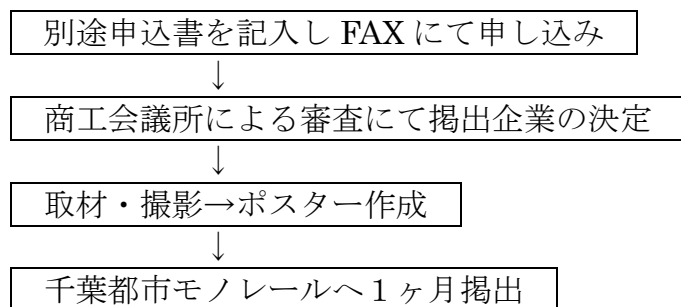 別途申込書を記入し FAX にて申し込み
↓
商工会議所による審査にて掲出企業の決定
↓
取材・撮影→ポスター作成
↓
千葉都市モノレールへ１ヶ月掲出